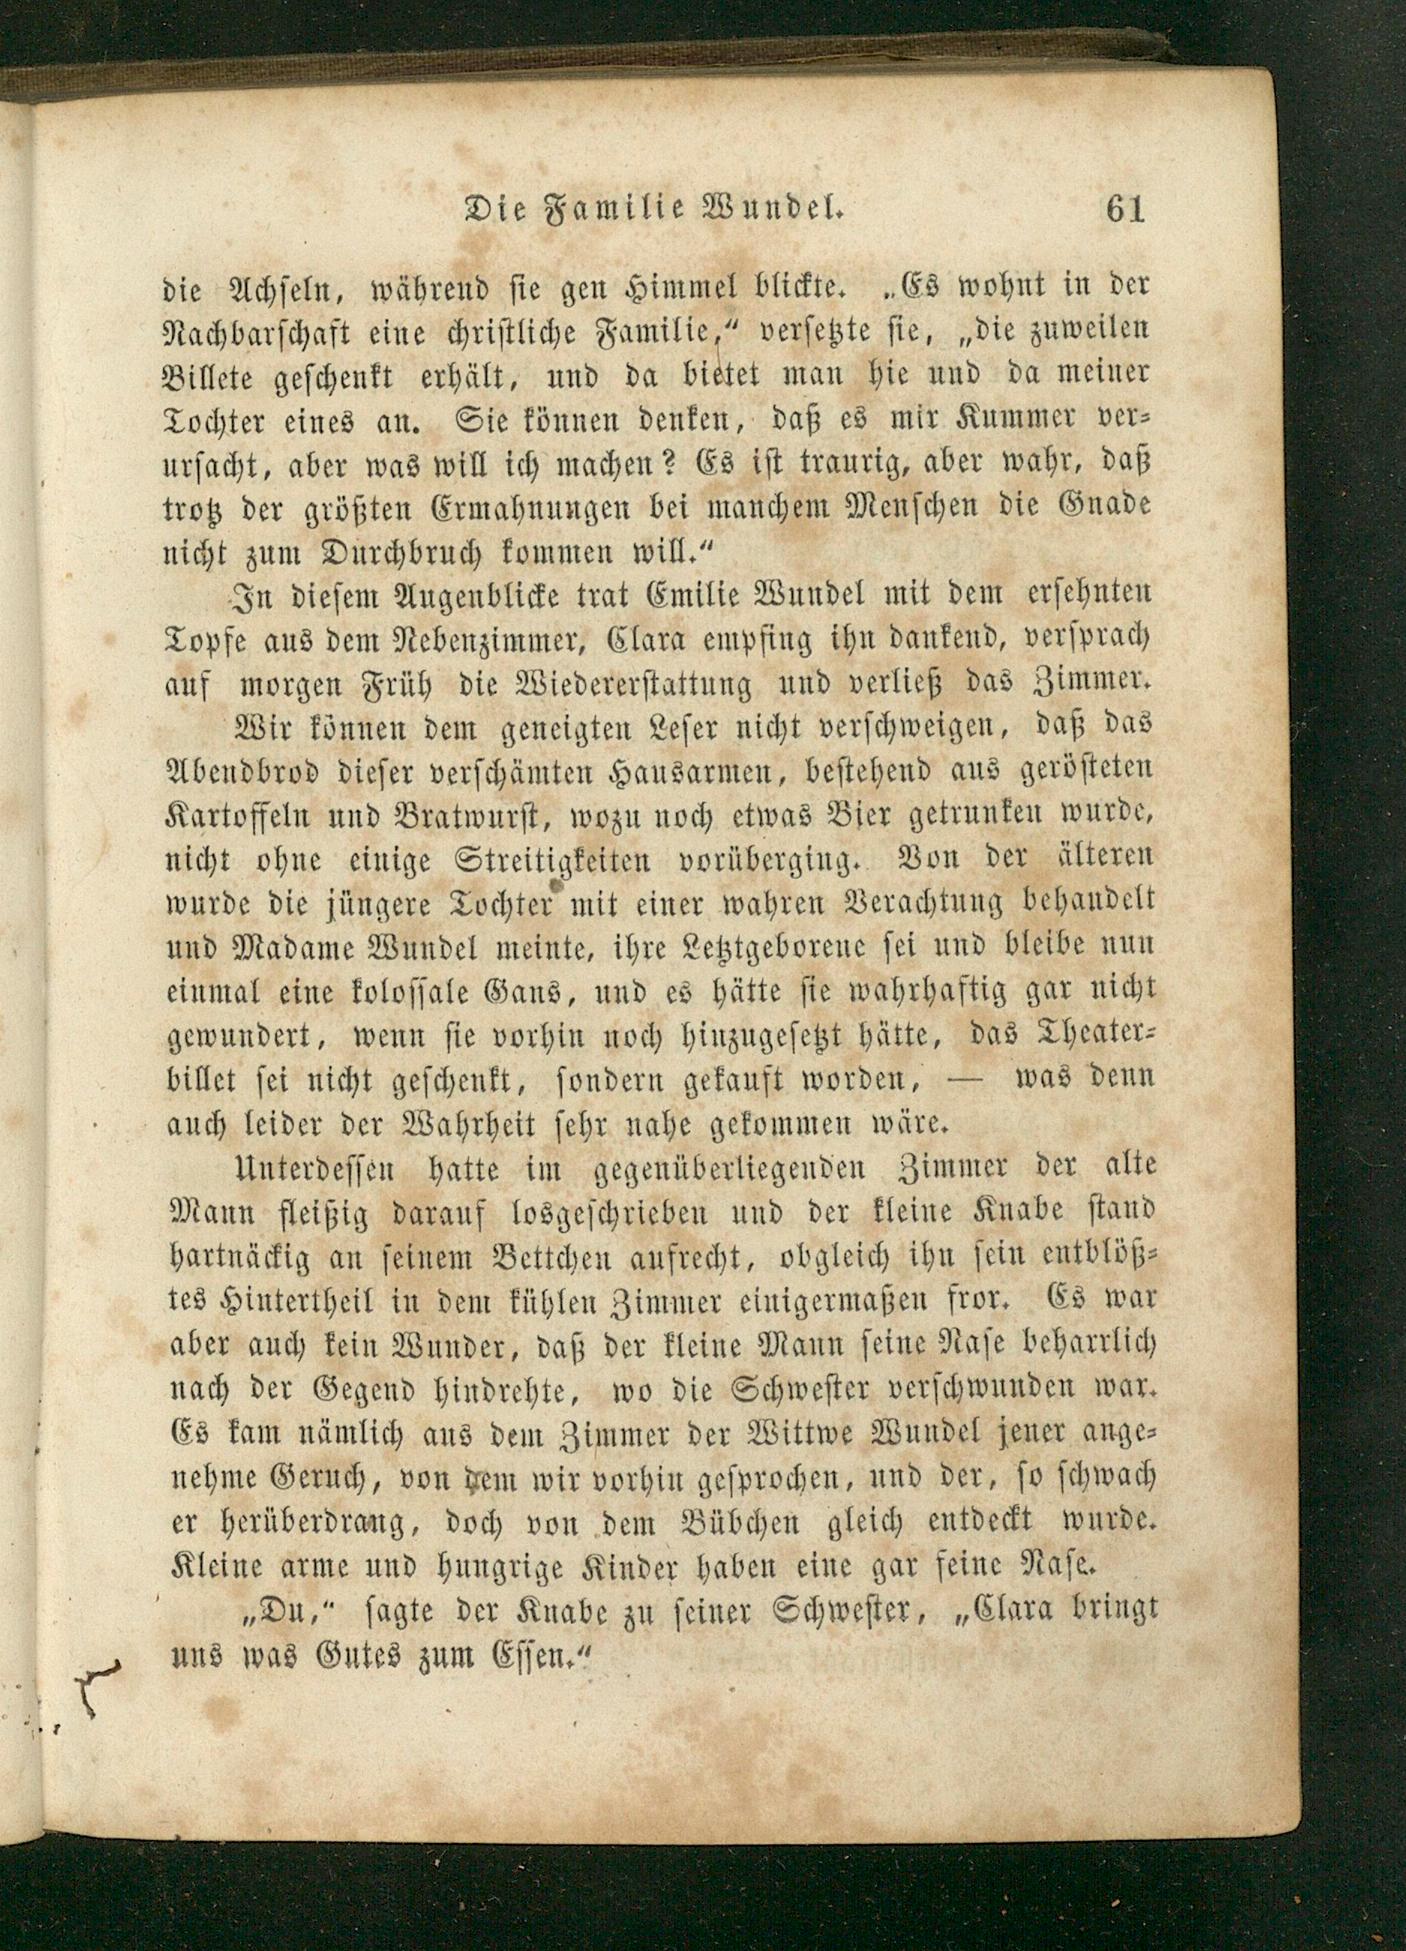 Die Familie Wundel. 61
die Achseln, während sie gen Himmel blickte. „Es wohnt in der
Nachbarschaft eine christliche Familie,“ versetzte sie, „die zuweilen
Billete geschenkt erhält, und da bietet man hie und da meiner
Tochter eines an. Sie können denken, daß es mir Kummer ver-
ursacht, aber was will ich machen? Es ist traurig, aber wahr, daß
trotz der größten Ermahnungen bei manchem Menschen die Gnade
nicht zum Durchbruch kommen will.“
In diesem Augenblicke trat Emilie Wundel mit dem ersehnten
Topfe aus dem Nebenzimmer, Clara empfing ihn dankend, versprach
auf morgen Früh die Wiedererstattung und verließ das Zimmer.
Wir können dem geneigten Leser nicht verschweigen, daß das
Abendbrod dieser verschämten Hausarmen, bestehend aus gerösteten
Kartoffeln und Bratwurst, wozu noch etwas Bier getrunken wurde,
nicht ohne einige Streitigkeiten vorüberging. Von der älteren
wurde die jüngere Tochter mit einer wahren Verachtung behandelt
und Madame Wundel meinte, ihre Letztgeborene sei und bleibe nun
einmal eine kolossale Gans, und es hätte sie wahrhaftig gar nicht
gewundert, wenn sie vorhin noch hinzugesetzt hätte, das Theater-
billet sei nicht geschenkt, sondern gekauft worden, — was denn
auch leider der Wahrheit sehr nahe gekommen wäre.
Unterdessen hatte im gegenüberliegenden Zimmer der alte
Mann fleißig darauf losgeschrieben und der kleine Knabe stand
hartnäckig an seinem Bettchen aufrecht, obgleich ihn sein entblöß-
tes Hintertheil in dem kühlen Zimmer einigermaßen fror. Es war
aber auch kein Wunder, daß der kleine Mann seine Nase beharrlich
nach der Gegend hindrehte, wo die Schwester verschwunden war.
Es kam nämlich aus dem Zimmer der Wittwe Wundel jener ange-
nehme Geruch, von dem wir vorhin gesprochen, und der, so schwach
er herüberdrang, doch von dem Bübchen gleich entdeckt wurde.
Kleine arme und hungrige Kinder haben eine gar feine Nase.
„Du,“ sagte der Knabe zu seiner Schwester, „Clara bringt
uns was Gutes zum Essen.“